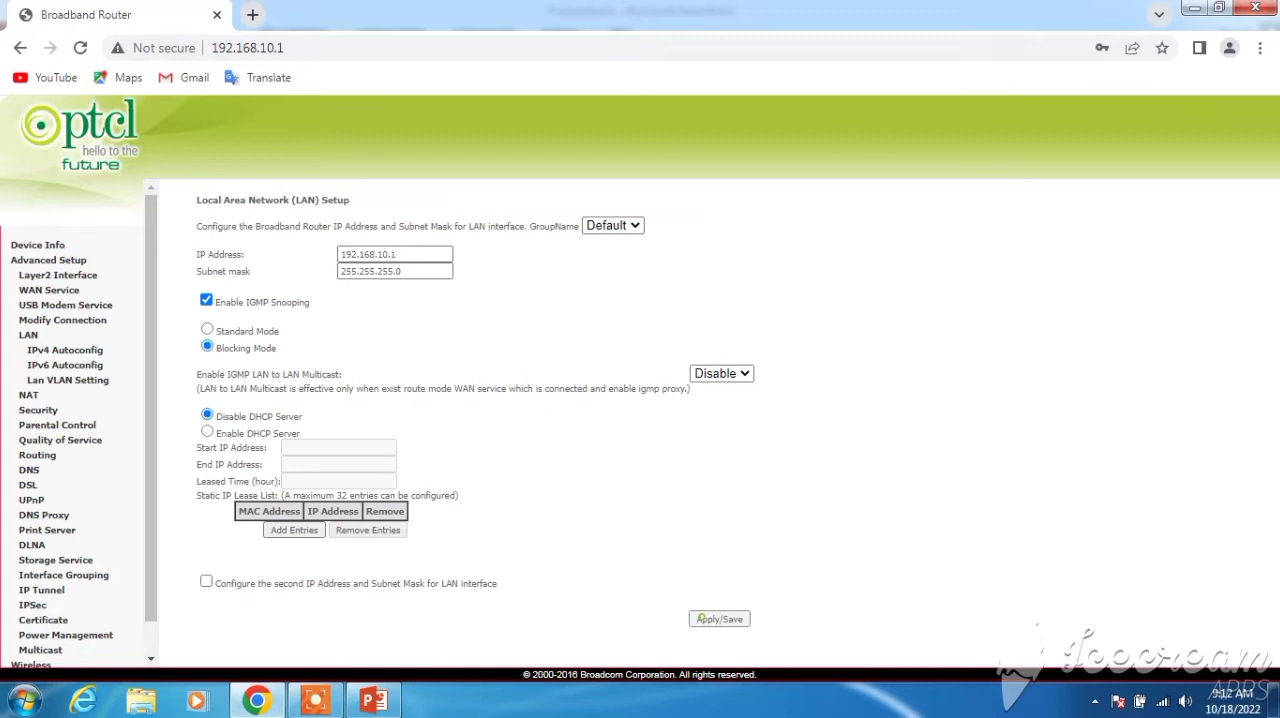 Broadband Router
Not secure
192.168.10.1
YouTube
Maps
Gmail
Translate
ptcl
hello to the
future
Device Info
Advanced Setup
Layer2 Interface
WAN Service
USB Modem Service
Modify Connection
LAN
IPv4 Autoconfig
IPv6 Autoconfig
Lan VLAN Setting
NAT
Security
Parental Control
Quality of Service
Routing
DNS
DSL
UPnP
DNS Proxy
Print Server
DLNA
Storage Service
Interface Grouping
IP Tunnel
IPSec
Certificate
Power Management
Multicast
Wireless
Local Area Network (LAN) Setup
Configure the Broadband Router IP Address and Subnet Mask for LAN interface. GroupName Default
IP Address: 192.168.10.1
Subnet mask 255.255.255.0
Enable IGMP Snooping
Standard Mode
Blocking Mode
Enable IGMP LAN to LAN Multicast: Disable
(LAN to LAN Multicast is effective only when exist route mode WAN service which is connected and enable igmp proxy.)
Disable DHCP Server
Enable DHCP Server
Start IP Address:
End IP Address:
Leased Time (hour):
Static IP Lease List: (A maximum 32 entries can be configured)
MAC Address IP Address Remove
Add Entries Remove Entries
Configure the second IP Address and Subnet Mask for LAN interface
Apply/Save
© 2000-2016 Broadcom Corporation. All rights reserved.
Icecream
APPS
9:12 AM
10/18/2022